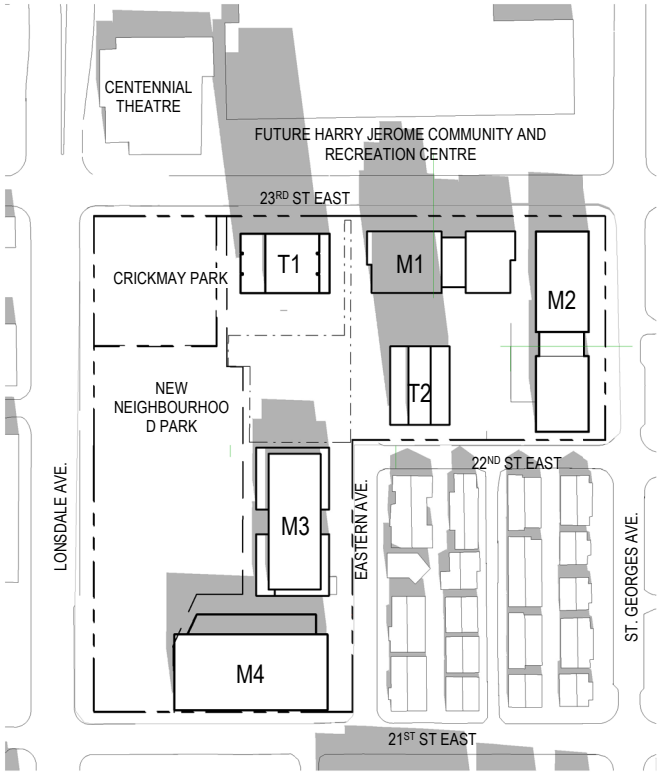 CENTENNIAL
THEATRE
FUTURE HARRY JEROME COMMUNITY AND
RECREATION CENTRE
23RD ST EAST
T1
M1
CRICKMAY PARK
M2
NEW
NEIGHBOURHOO
D PARK
T2
22ND ST EAST
LONSDALE AVE.
M3
EASTERN AVE.
ST. GEORGES AVE.
M4
21ST ST EAST